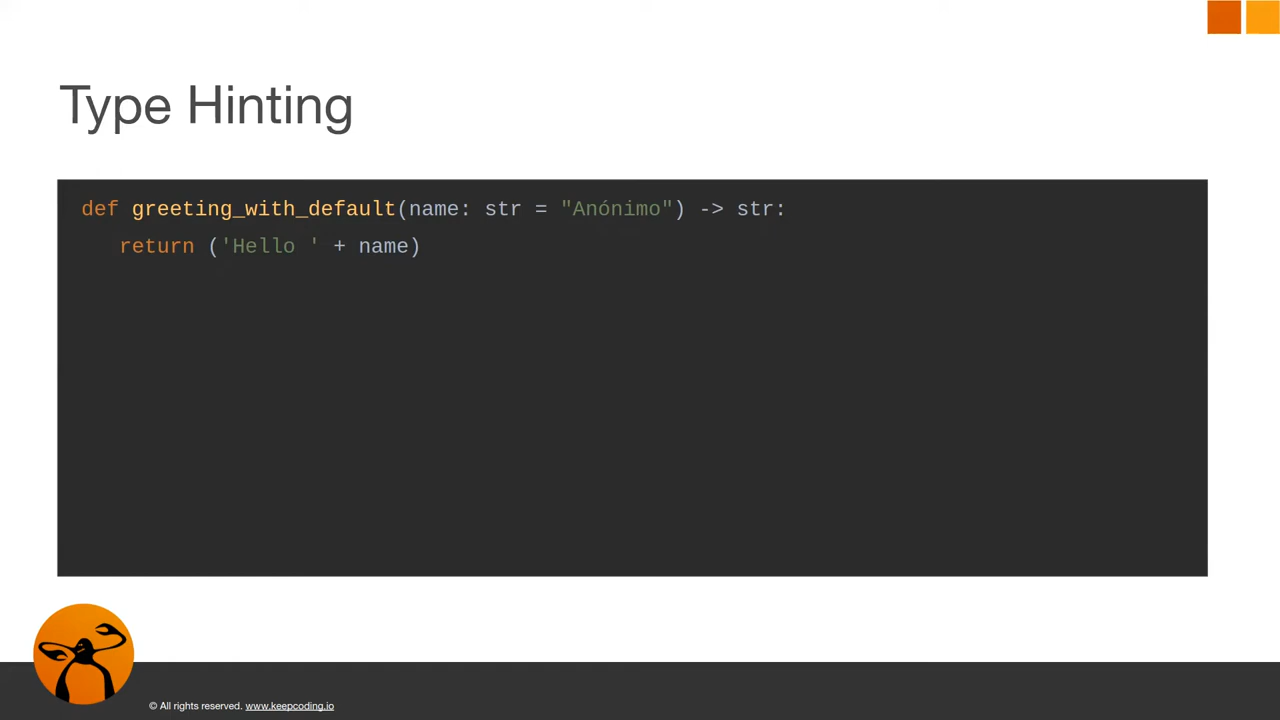 Type Hinting
def greeting_with_default(name: str = "Anónimo") -> str:
return ('Hello ' + name)
© All rights reserved. www.keepcoding.io